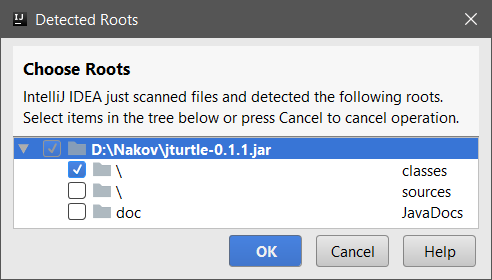 IJ Detected Roots
Choose Roots
IntelliJ IDEA just scanned files and detected the following roots.
Select items in the tree below or press Cancel to cancel operation.
D:\Nakov\jturtle-0.1.1.jar
\ classes
\ sources
doc JavaDocs
OK Cancel Help